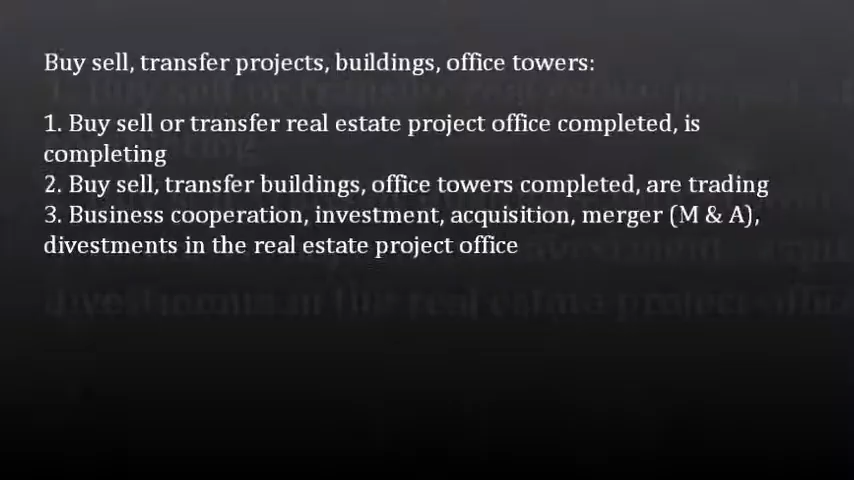 Buy sell, transfer projects, buildings, office towers:
1. Buy sell or transfer real estate project office completed, is
completing
2. Buy sell, transfer buildings, office towers completed, are trading
3. Business cooperation, investment, acquisition, merger (M & A),
divestments in the real estate project office